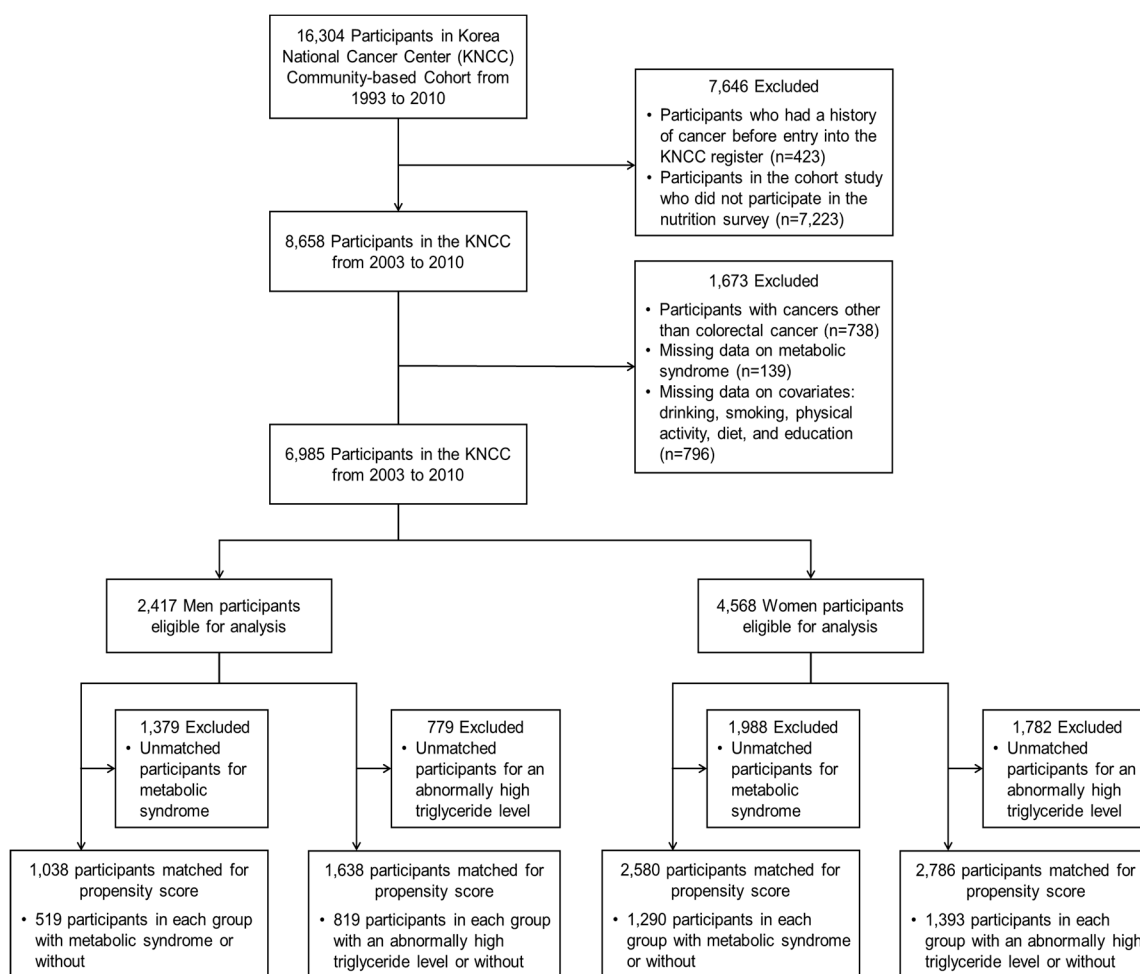 16,304 Participants in Korea
National Cancer Center (KNCC)
Community-based Cohort from
1993 to 2010
7,646 Excluded
• Participants who had a history
of cancer before entry into the
KNCC register (n=423)
• Participants in the cohort study
who did not participate in the
nutrition survey (n=7,223)
8,658 Participants in the KNCC
from 2003 to 2010
1,673 Excluded
• Participants with cancers other
than colorectal cancer (n=738)
• Missing data on metabolic
syndrome (n=139)
• Missing data on covariates:
drinking, smoking, physical
activity, diet, and education
(n=796)
6,985 Participants in the KNCC
from 2003 to 2010
2,417 Men participants
eligible for analysis
4,568 Women participants
eligible for analysis
1,379 Excluded
• Unmatched
participants for
metabolic
syndrome
779 Excluded
• Unmatched
participants for an
abnormally high
triglyceride level
1,988 Excluded
• Unmatched
participants for
metabolic
syndrome
1,782 Excluded
• Unmatched
participants for an
abnormally high
triglyceride level
1,038 participants matched for
propensity score
• 519 participants in each group
with metabolic syndrome or
without
1,638 participants matched for
propensity score
• 819 participants in each group
with an abnormally high
triglyceride level or without
2,580 participants matched for
propensity score
• 1,290 participants in each
group with metabolic syndrome
or without
2,786 participants matched for
propensity score
• 1,393 participants in each
group with an abnormally high
triglyceride level or without